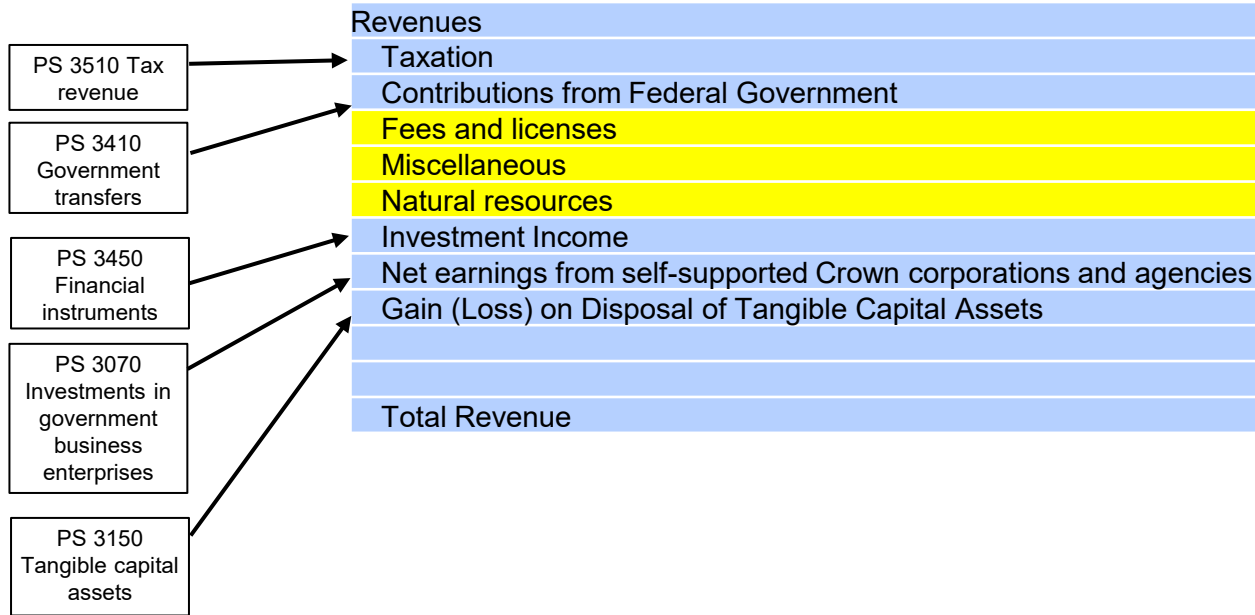 Revenues
Taxation
Contributions from Federal Government
Fees and licenses
Miscellaneous
Natural resources
Investment Income
Net earnings from self-supported Crown corporations and agencies
Gain (Loss) on Disposal of Tangible Capital Assets
Total Revenue
PS 3510 Tax
revenue
PS 3410
Government
transfers
PS 3450
Financial
instruments
PS 3070
Investments in
government
business
enterprises
PS 3150
Tangible capital
assets